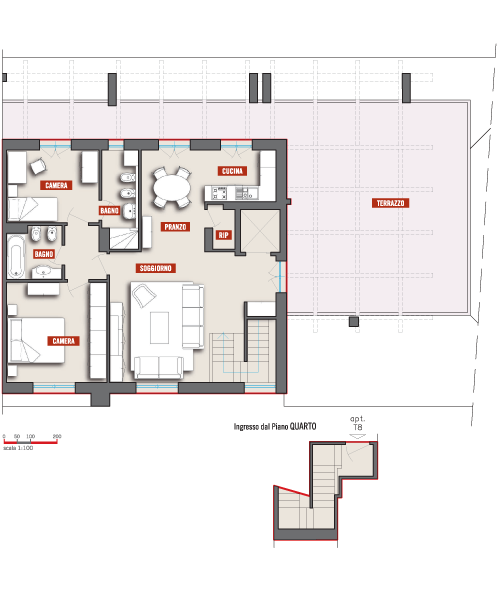 CUCINA
CAMERA
TERRAZZO
BAGNO
PRANZO
RIP
BAGNO
SOGGIORNO
CAMERA
Ingresso dal Piano QUARTO
apt.
T8
0 50 100 200
scala 1:100